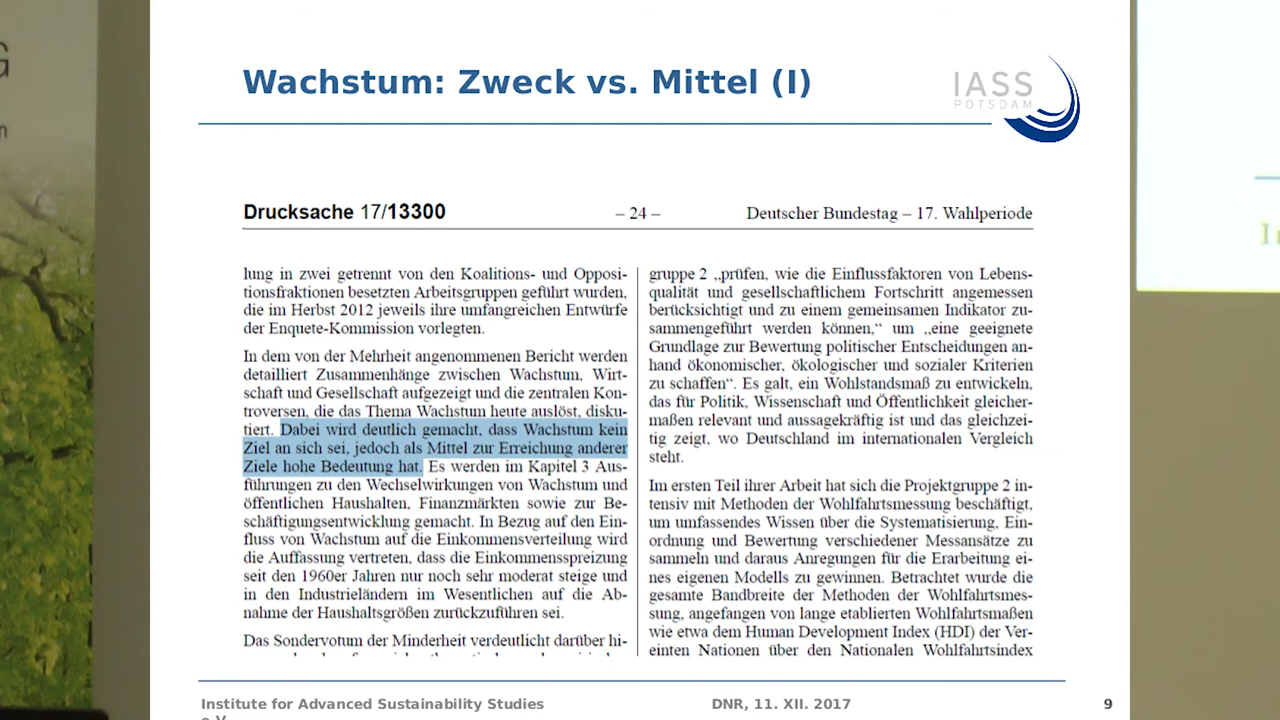 Wachstum: Zweck vs. Mittel (I)
IASS
POTSDAM
Drucksache 17/13300
– 24 –
Deutscher Bundestag – 17. Wahlperiode
lung in zwei getrennt von den Koalitions- und Opposi-
tionsfraktionen besetzten Arbeitsgruppen geführt wurden,
die im Herbst 2012 jeweils ihre umfangreichen Entwürfe
der Enquete-Kommission vorlegten.
In dem von der Mehrheit angenommenen Bericht werden
detailliert Zusammenhänge zwischen Wachstum, Wirt-
schaft und Gesellschaft aufgezeigt und die zentralen Kon-
troversen, die das Thema Wachstum heute auslöst, disku-
tiert. Dabei wird deutlich gemacht, dass Wachstum kein
Ziel an sich sei, jedoch als Mittel zur Erreichung anderer
Ziele hohe Bedeutung hat. Es werden im Kapitel 3 Aus-
führungen zu den Wechselwirkungen von Wachstum und
öffentlichen Haushalten, Finanzmärkten sowie zur Be-
schäftigungsentwicklung gemacht. In Bezug auf den Ein-
fluss von Wachstum auf die Einkommensverteilung wird
die Auffassung vertreten, dass die Einkommensspreizung
seit den 1960er Jahren nur noch sehr moderat steige und
in den Industrieländern im Wesentlichen auf die Ab-
nahme der Haushaltsgrößen zurückzuführen sei.
Das Sondervotum der Minderheit verdeutlicht darüber hi-
gruppe 2 „prüfen, wie die Einflussfaktoren von Lebens-
qualität und gesellschaftlichem Fortschritt angemessen
berücksichtigt und zu einem gemeinsamen Indikator zu-
sammengeführt werden können,“ um „eine geeignete
Grundlage zur Bewertung politischer Entscheidungen an-
hand ökonomischer, ökologischer und sozialer Kriterien
zu schaffen“. Es galt, ein Wohlstandsmaß zu entwickeln,
das für Politik, Wissenschaft und Öffentlichkeit gleicher-
maßen relevant und aussagekräftig ist und das gleichzei-
tig zeigt, wo Deutschland im internationalen Vergleich
steht.
Im ersten Teil ihrer Arbeit hat sich die Projektgruppe 2 in-
tensiv mit Methoden der Wohlfahrtsmessung beschäftigt,
um umfassendes Wissen über die Systematisierung, Ein-
ordnung und Bewertung verschiedener Messansätze zu
sammeln und daraus Anregungen für die Erarbeitung ei-
nes eigenen Modells zu gewinnen. Betrachtet wurde die
gesamte Bandbreite der Methoden der Wohlfahrtsmes-
sung, angefangen von lange etablierten Wohlfahrtsmaßen
wie etwa dem Human Development Index (HDI) der Ver-
einten Nationen über den Nationalen Wohlfahrtsindex
Institute for Advanced Sustainability Studies
e.V.
DNR, 11. XII. 2017
9